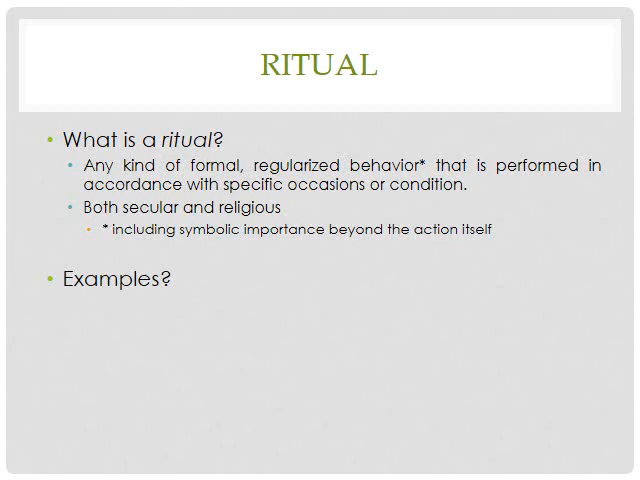 RITUAL
• What is a ritual?
• Any kind of formal, regularized behavior* that is performed in
accordance with specific occasions or condition.
• Both secular and religious
• * including symbolic importance beyond the action itself
• Examples?